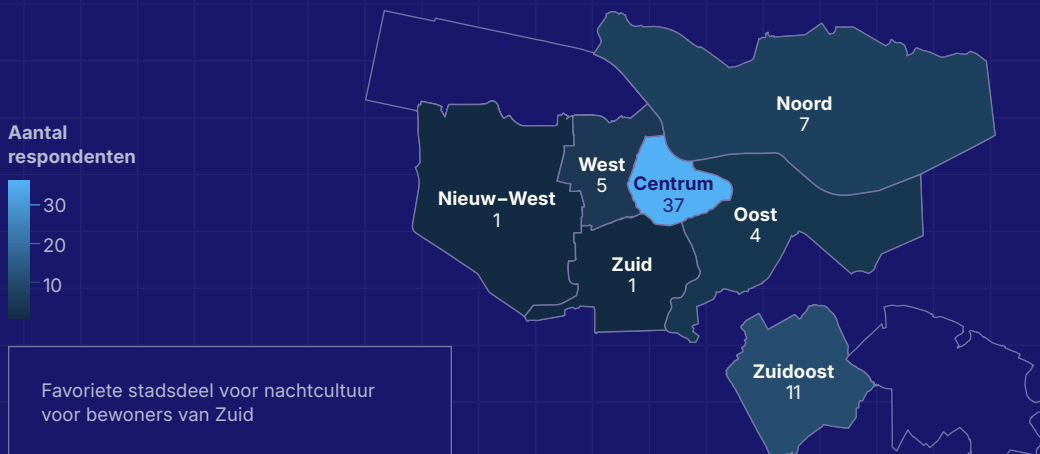 Aantal
respondenten
30
20
10
Noord
7
West
5
Centrum
37
Nieuw–West
1
Oost
4
Zuid
1
Zuidoost
11
Favoriete stadsdeel voor nachtcultuur
voor bewoners van Zuid